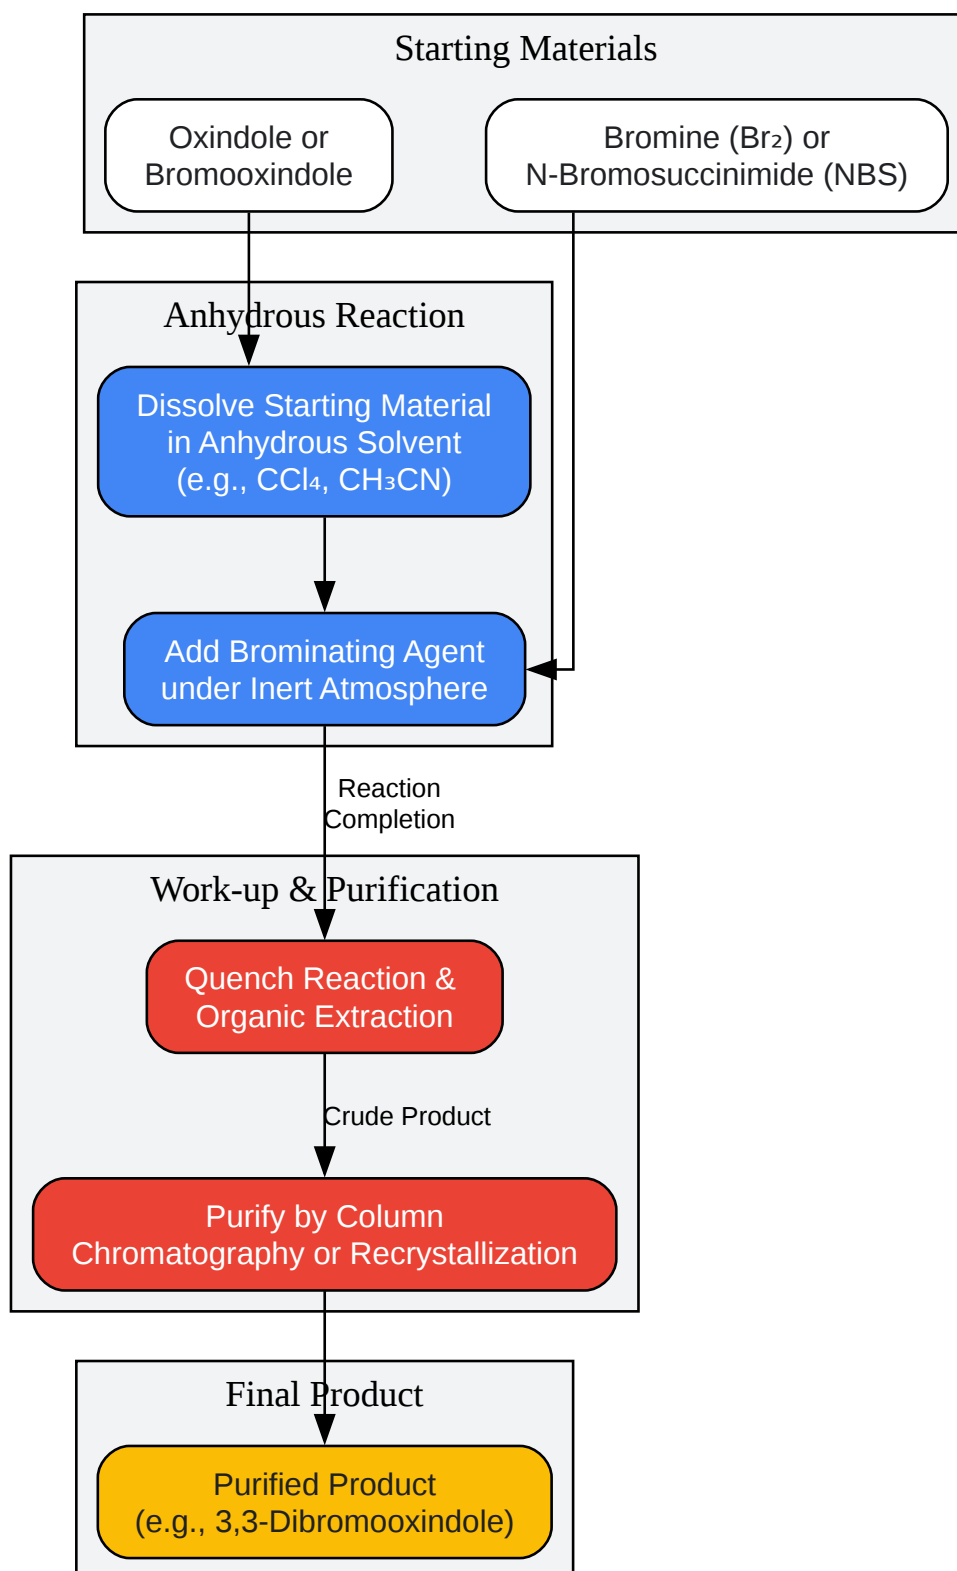 Starting Materials
Oxindole or
Bromooxindole
Bromine (Br₂) or
N-Bromosuccinimide (NBS)
Anhydrous Reaction
Dissolve Starting Material
in Anhydrous Solvent
(e.g., CCl₄, CH₃CN)
Add Brominating Agent
under Inert Atmosphere
Reaction
Completion
Work-up & Purification
Quench Reaction &
Organic Extraction
Crude Product
Purify by Column
Chromatography or Recrystallization
Final Product
Purified Product
(e.g., 3,3-Dibromooxindole)